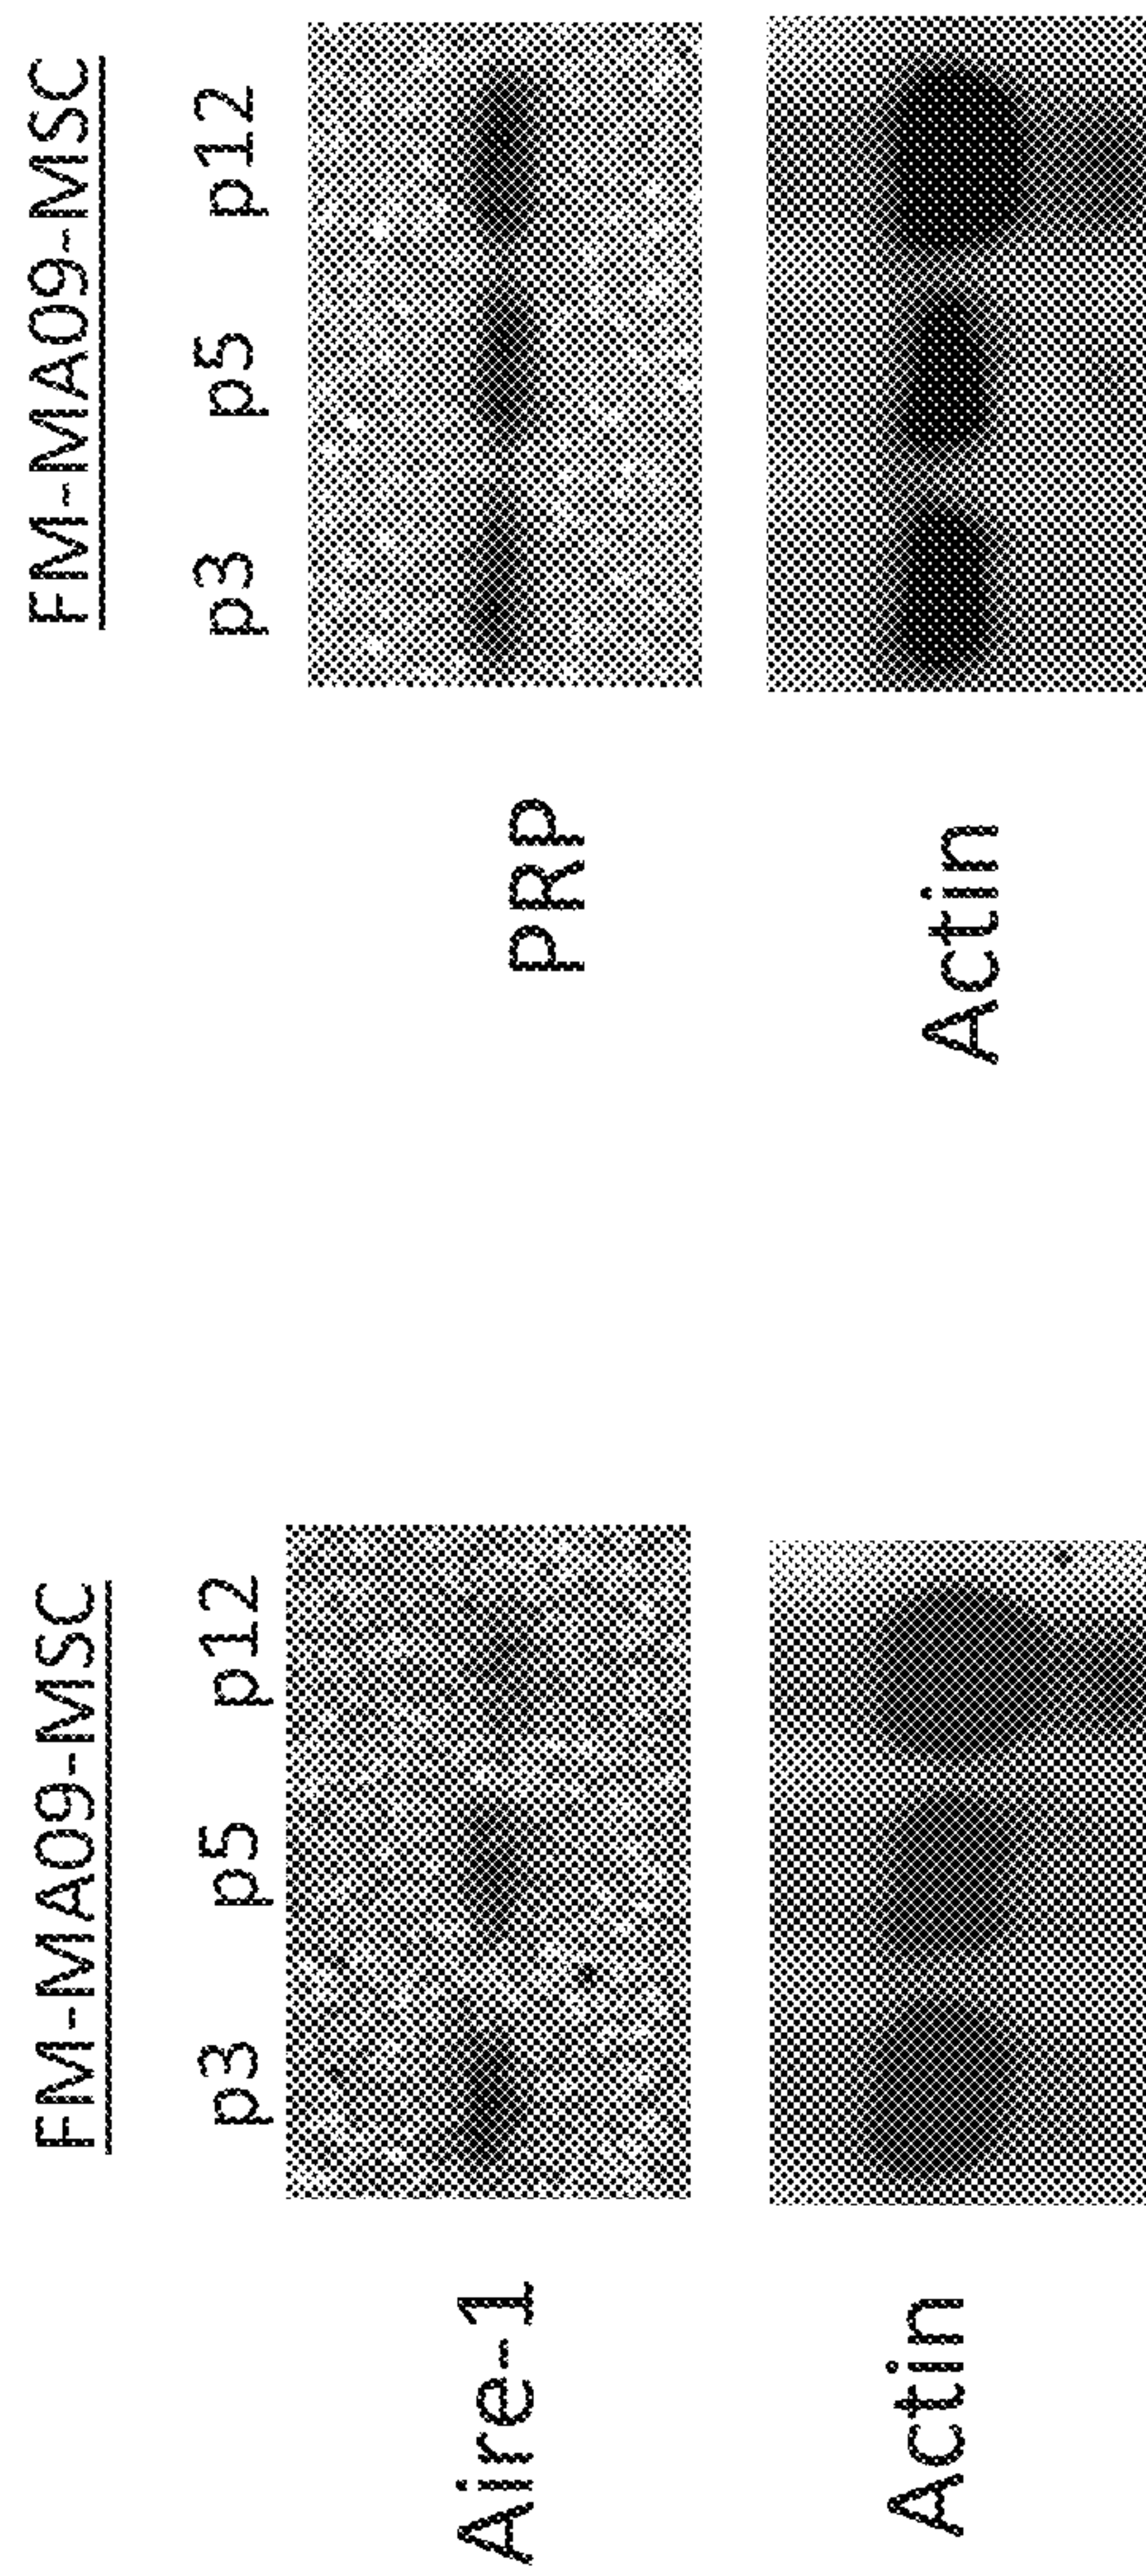 FM-MA09-MSC
p3 p5 p12
Aire-1
Actin
FM-MA09-MSC
p3 p5 p12
PRP
Actin